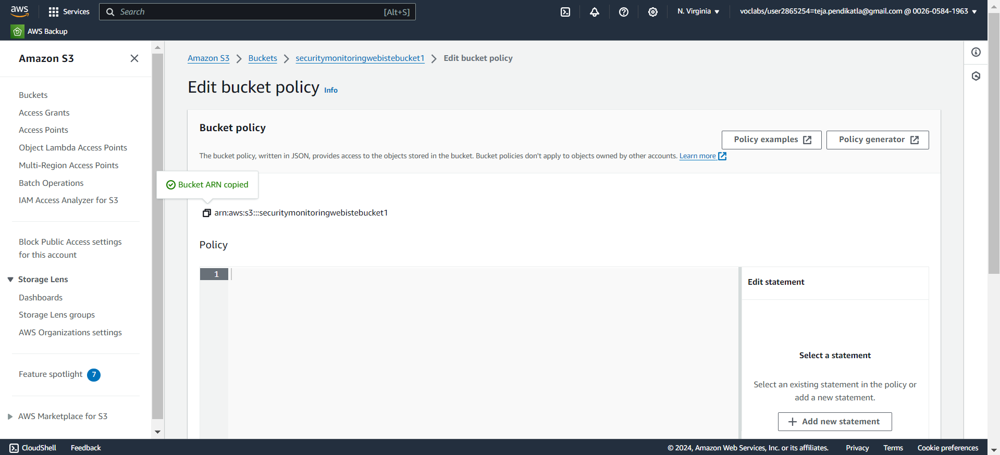 aws
Services
Search
[Alt+S]
N. Virginia
voclabs/user2865254=teja.pendikatla@gmail.com @ 0026-0584-1963
AWS Backup
Amazon S3
Buckets
Access Grants
Access Points
Object Lambda Access Points
Multi-Region Access Points
Batch Operations
IAM Access Analyzer for S3
Block Public Access settings
for this account
Storage Lens
Dashboards
Storage Lens groups
AWS Organizations settings
Feature spotlight 7
AWS Marketplace for S3
Amazon S3 > Buckets > securitymonitoringwebistebucket1 > Edit bucket policy
Edit bucket policy Info
Bucket policy
Policy examples
Policy generator
The bucket policy, written in JSON, provides access to the objects stored in the bucket. Bucket policies don't apply to objects owned by other accounts. Learn more
Bucket ARN copied
arn:aws:s3:::securitymonitoringwebistebucket1
Policy
1
Edit statement
Select a statement
Select an existing statement in the policy or
add a new statement.
+ Add new statement
CloudShell
Feedback
© 2024, Amazon Web Services, Inc. or its affiliates.
Privacy
Terms
Cookie preferences